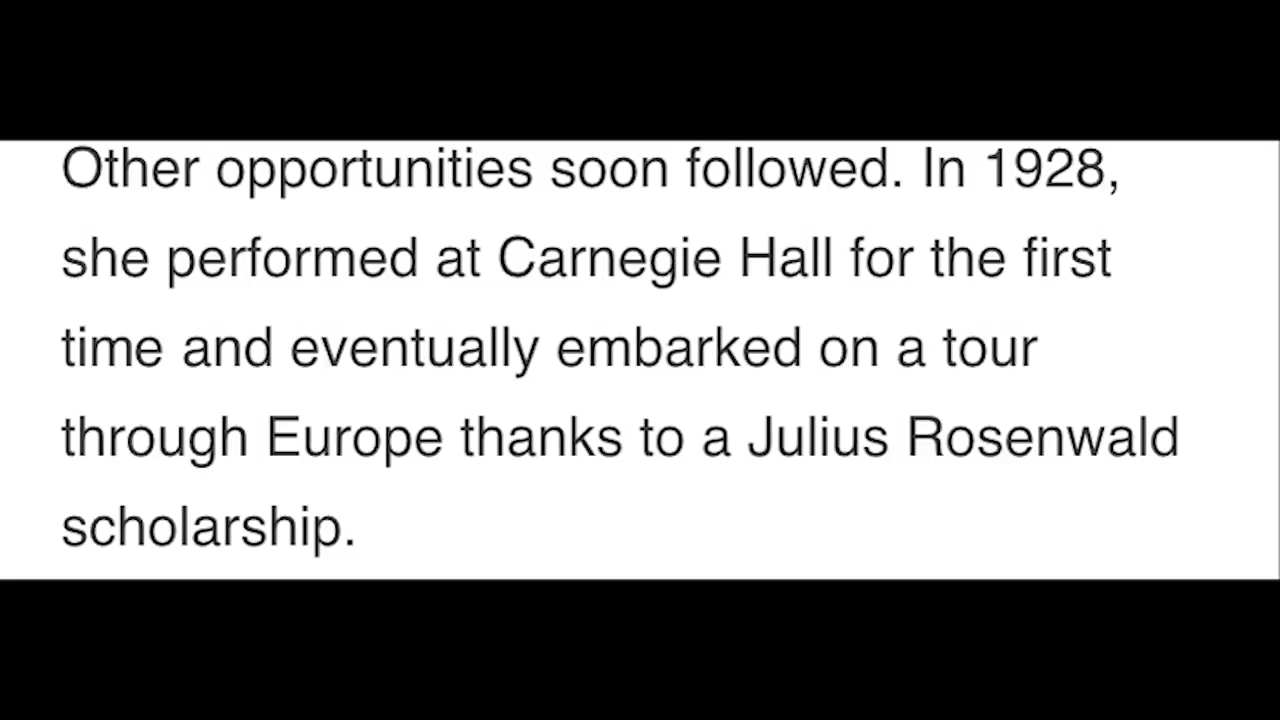 Other opportunities soon followed. In 1928,
she performed at Carnegie Hall for the first
time and eventually embarked on a tour
through Europe thanks to a Julius Rosenwald
scholarship.